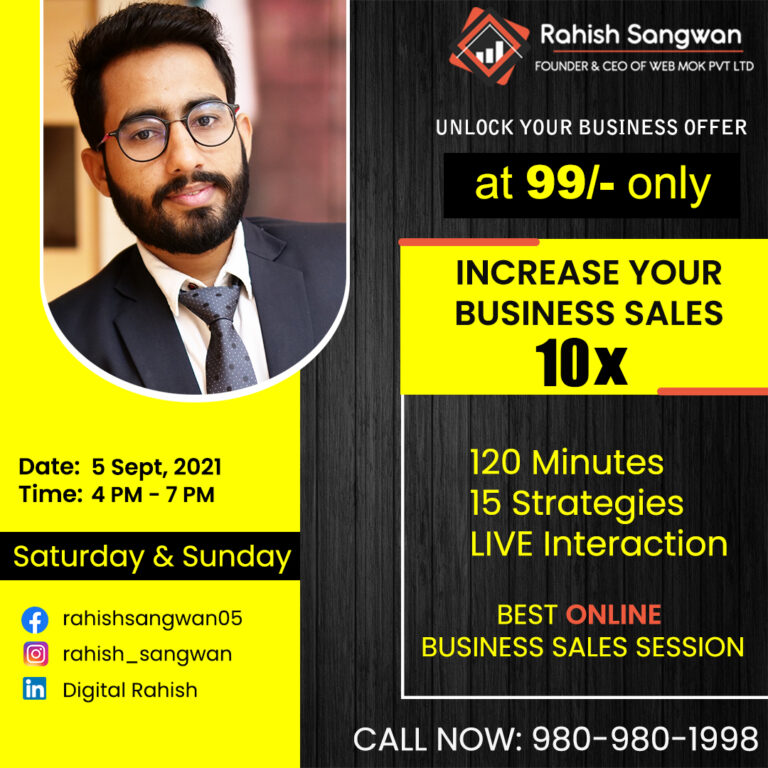 Rahish Sangwan
FOUNDER & CEO OF WEB MOK PVT LTD
UNLOCK YOUR BUSINESS OFFER
at 99/- only
INCREASE YOUR
BUSINESS SALES
10x
120 Minutes
15 Strategies
LIVE Interaction
BEST ONLINE
BUSINESS SALES SESSION
Date: 5 Sept, 2021
Time: 4 PM - 7 PM
Saturday & Sunday
rahishsangwan05
rahish_sangwan
in
Digital Rahish
CALL NOW: 980-980-1998